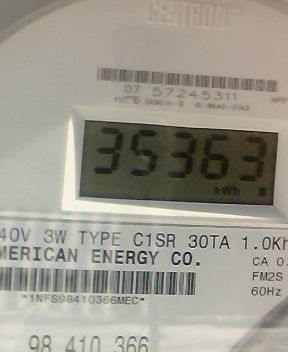 CENTRON®
07 57245311
35363
kWh
40V 3W TYPE C1SR 30TA 1.0Kh
MERICAN ENERGY CO.
CA 0.
FM2S
60Hz
*1NFS98410366MEC*
98 410 366